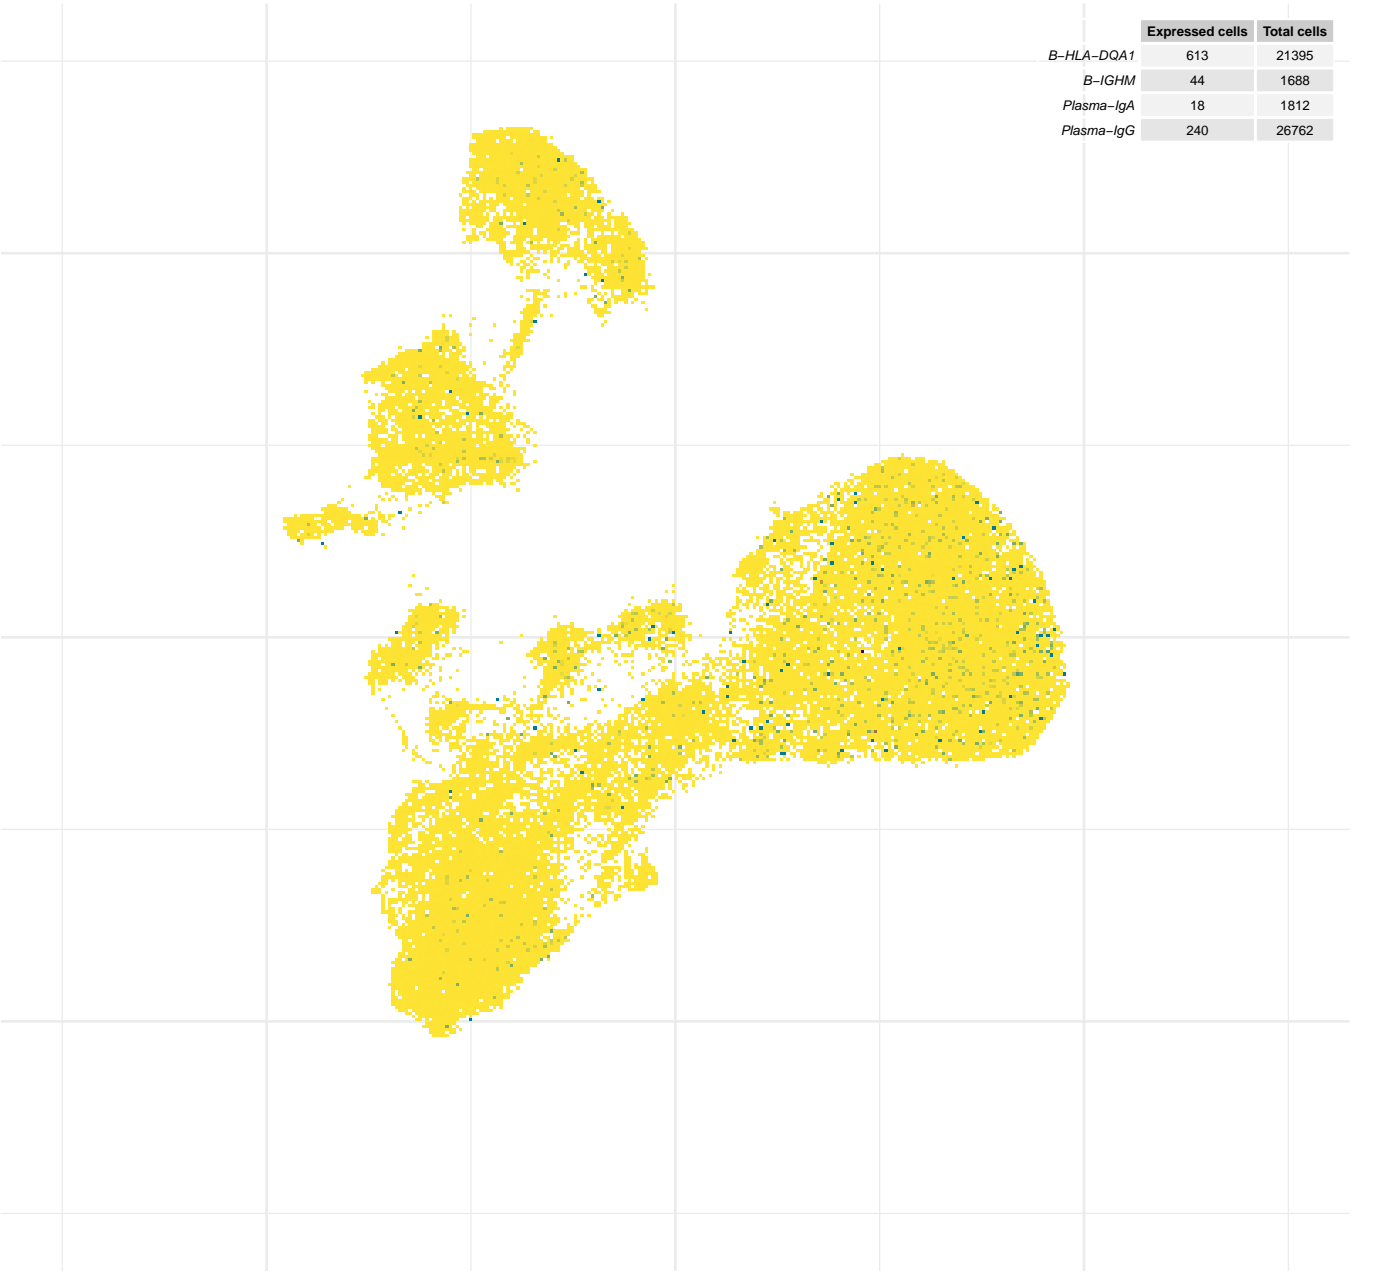 Expressed cells Total cells
B−HLA−DQA1 613 21395
B−IGHM 44 1688
Plasma−IgA 18 1812
Plasma−IgG 240 26762